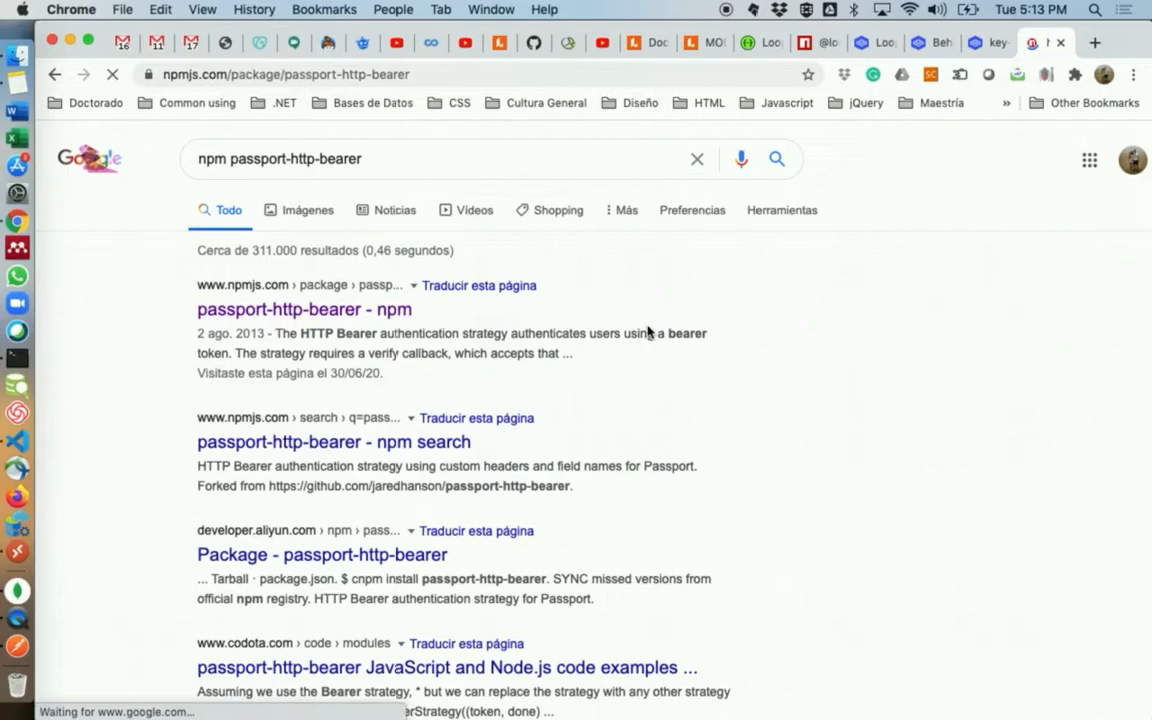 Chrome File Edit View History Bookmarks People Tab Window Help Tue 5:13 PM
16 11 17 Doc MO Loo @lo Loo Beh key-
npmjs.com/package/passport-http-bearer
Doctorado Common using .NET Bases de Datos CSS Cultura General Diseño HTML Javascript jQuery Maestría » Other Bookmarks
Google npm passport-http-bearer
Todo Imágenes Noticias Vídeos Shopping Más Preferencias Herramientas
Cerca de 311.000 resultados (0,46 segundos)
www.npmjs.com › package › passp... Traducir esta página
passport-http-bearer - npm
2 ago. 2013 - The HTTP Bearer authentication strategy authenticates users using a bearer
token. The strategy requires a verify callback, which accepts that ...
Visitaste esta página el 30/06/20.
www.npmjs.com › search › q=pass... Traducir esta página
passport-http-bearer - npm search
HTTP Bearer authentication strategy using custom headers and field names for Passport.
Forked from https://github.com/jaredhanson/passport-http-bearer.
developer.aliyun.com › npm › pass... Traducir esta página
Package - passport-http-bearer
... Tarball · package.json. $ cnpm install passport-http-bearer. SYNC missed versions from
official npm registry. HTTP Bearer authentication strategy for Passport.
www.codota.com › code › modules Traducir esta página
passport-http-bearer JavaScript and Node.js code examples ...
Assuming we use the Bearer strategy, * but we can replace the strategy with any other strategy
erStrategy((token, done) ...
Waiting for www.google.com...